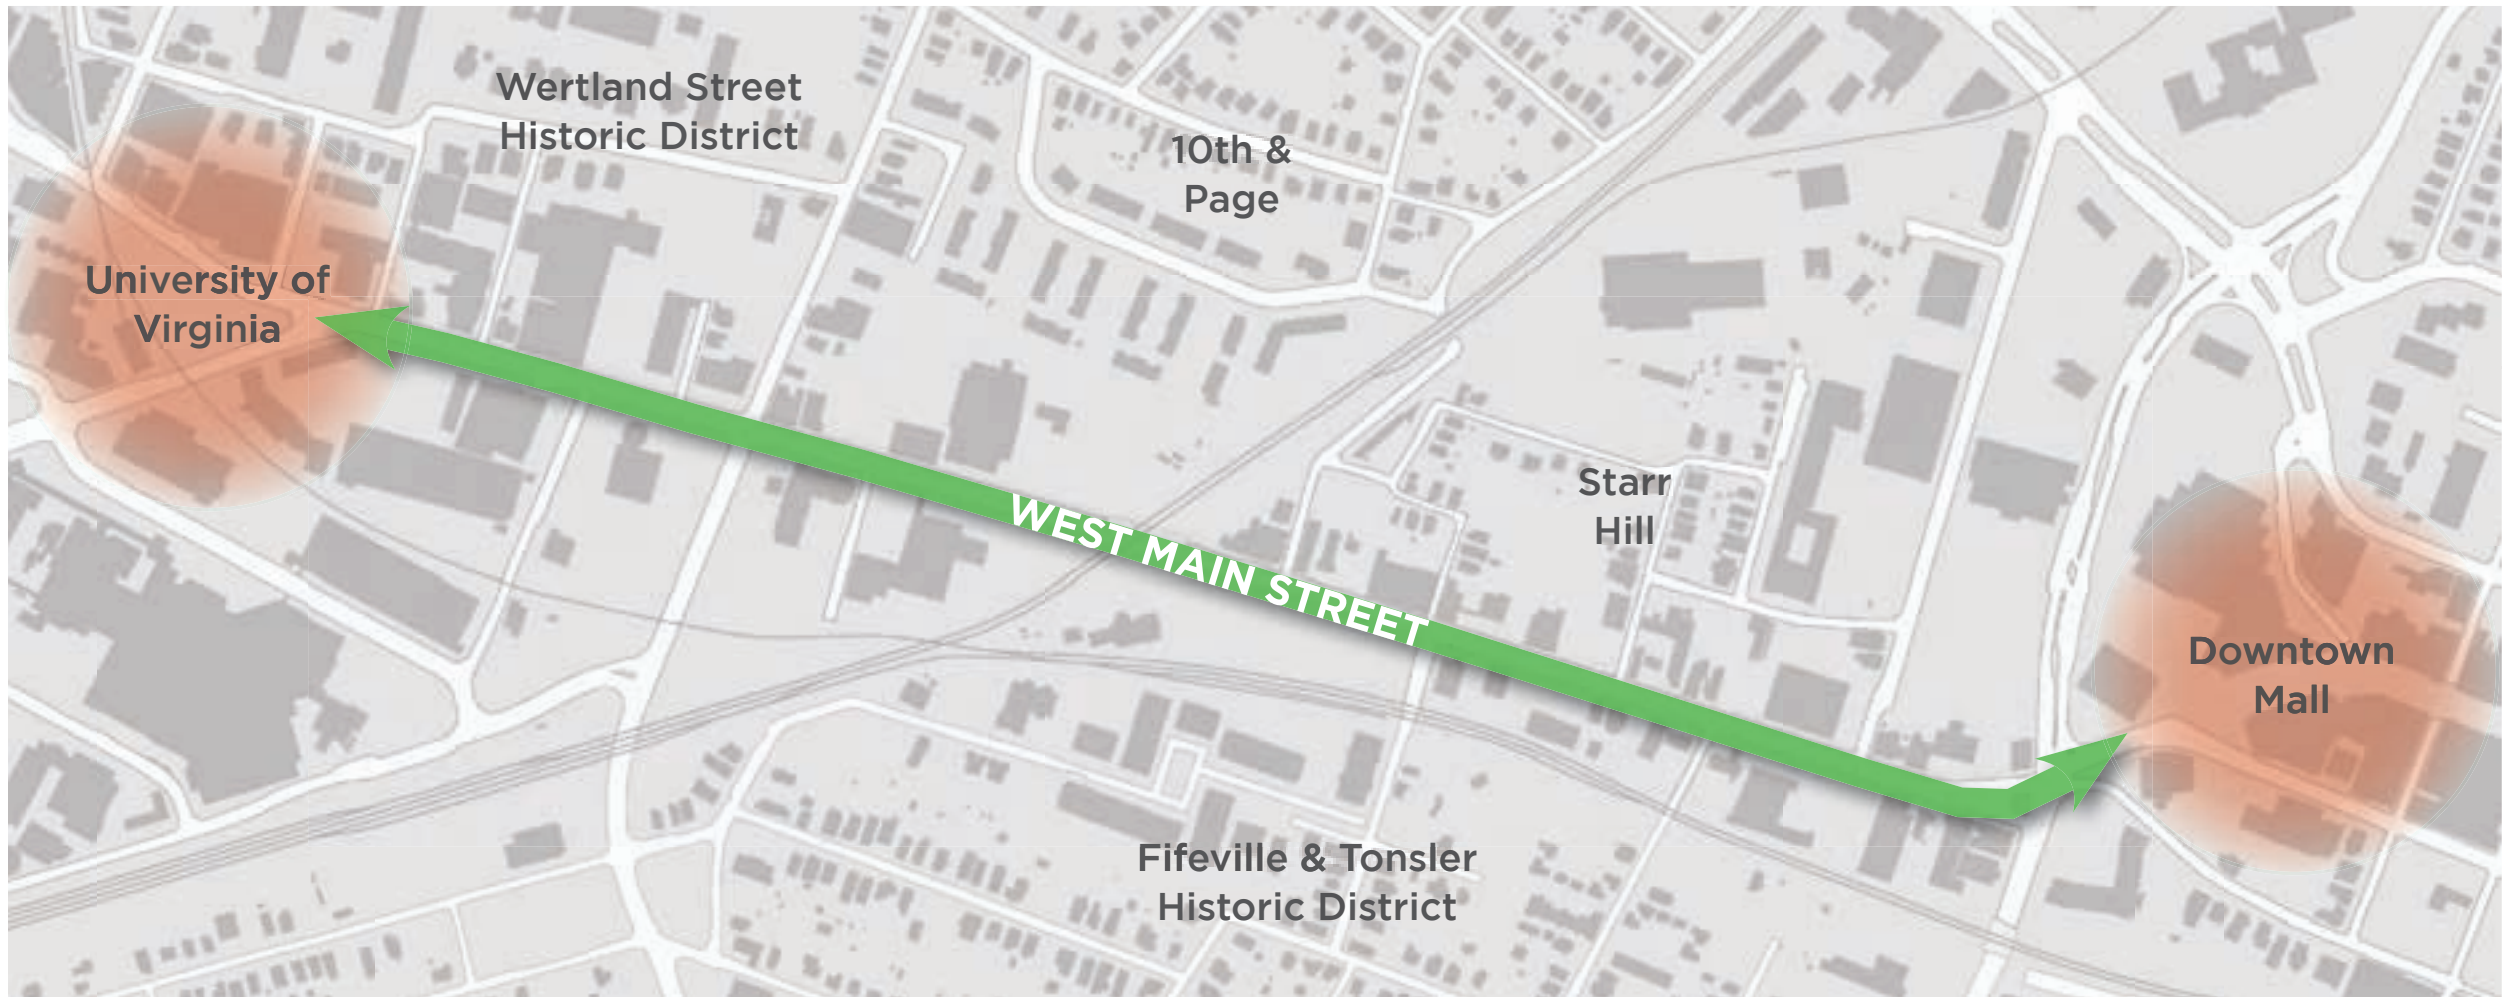 Wertland Street
Historic District
10th &
Page
University of
Virginia
Starr
Hill
WEST MAIN STREET
Downtown
Mall
Fifeville & Tonsler
Historic District